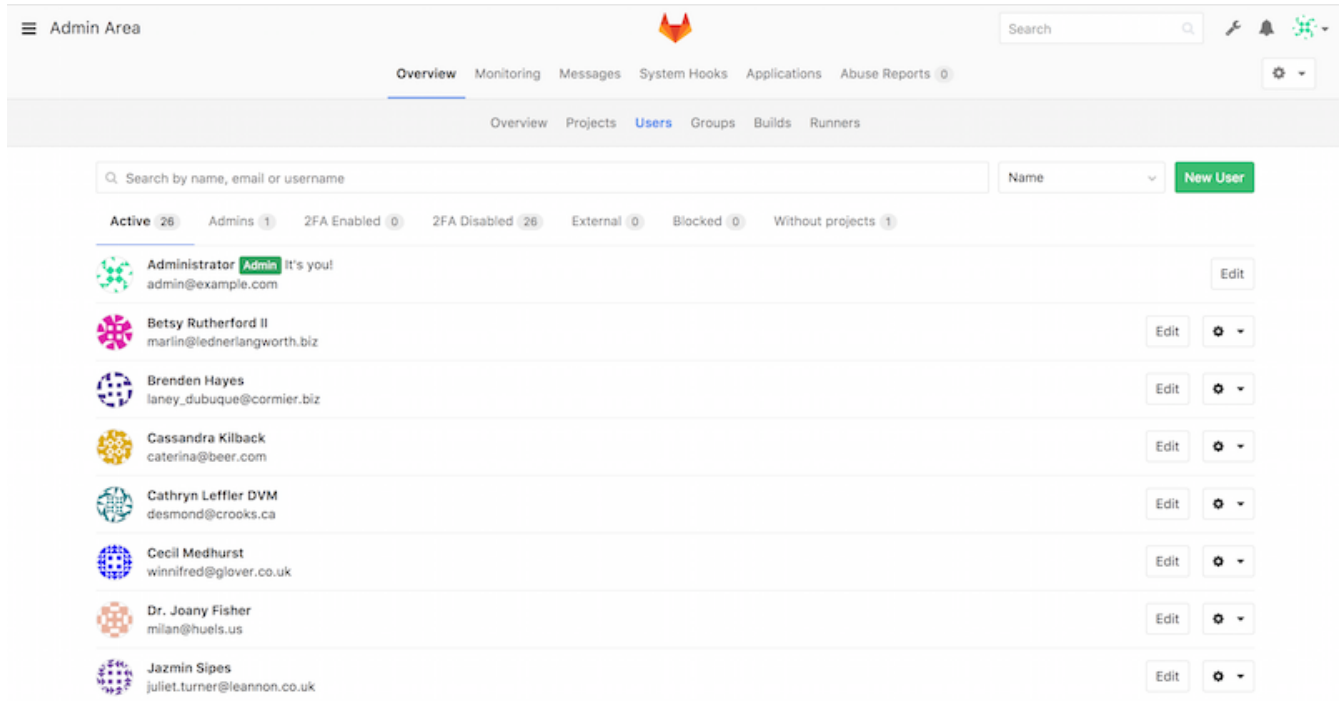 Admin Area Search
Overview Monitoring Messages System Hooks Applications Abuse Reports 0
Overview Projects Users Groups Builds Runners
Search by name, email or username Name New User
Active 26 Admins 1 2FA Enabled 0 2FA Disabled 26 External 0 Blocked 0 Without projects 1
Administrator Admin It's you!
admin@example.com
Edit
Betsy Rutherford II
marlin@lednerlangworth.biz
Edit
Brenden Hayes
laney_dubuque@cormier.biz
Edit
Cassandra Kilback
caterina@beer.com
Edit
Cathryn Leffler DVM
desmond@crooks.ca
Edit
Cecil Medhurst
winnifred@glover.co.uk
Edit
Dr. Joany Fisher
milan@huels.us
Edit
Jazmin Sipes
juliet.turner@leannon.co.uk
Edit